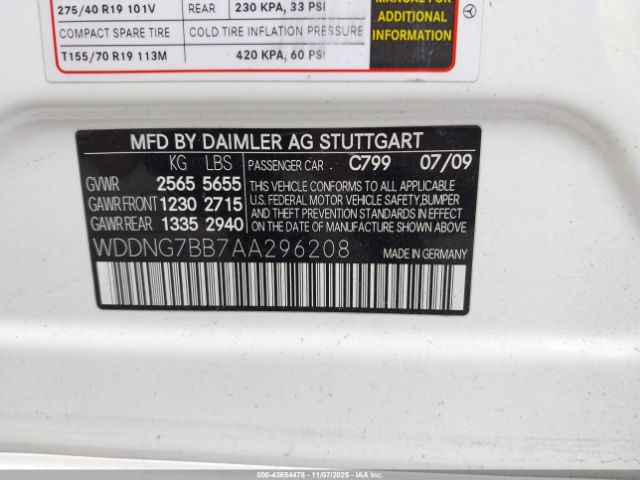 275/40 R19 101V REAR 230 KPA, 33 PSI
COMPACT SPARE TIRE COLD TIRE INFLATION PRESSURE
T155/70 R19 113M 420 KPA, 60 PSI
MANUAL FOR
ADDITIONAL
INFORMATION
MFD BY DAIMLER AG STUTTGART
KG LBS PASSENGER CAR C799 07/09
GVWR 2565 5655
GAWR FRONT 1230 2715
GAWR REAR 1335 2940
THIS VEHICLE CONFORMS TO ALL APPLICABLE
U.S. FEDERAL MOTOR VEHICLE SAFETY,BUMPER,
AND THEFT PREVENTION STANDARDS IN EFFECT
ON THE DATE OF MANUFACTURE SHOWN ABOVE.
WDDNG7BB7AA296208 MADE IN GERMANY
000-43654478 - 11/07/2025 - IAA, Inc.